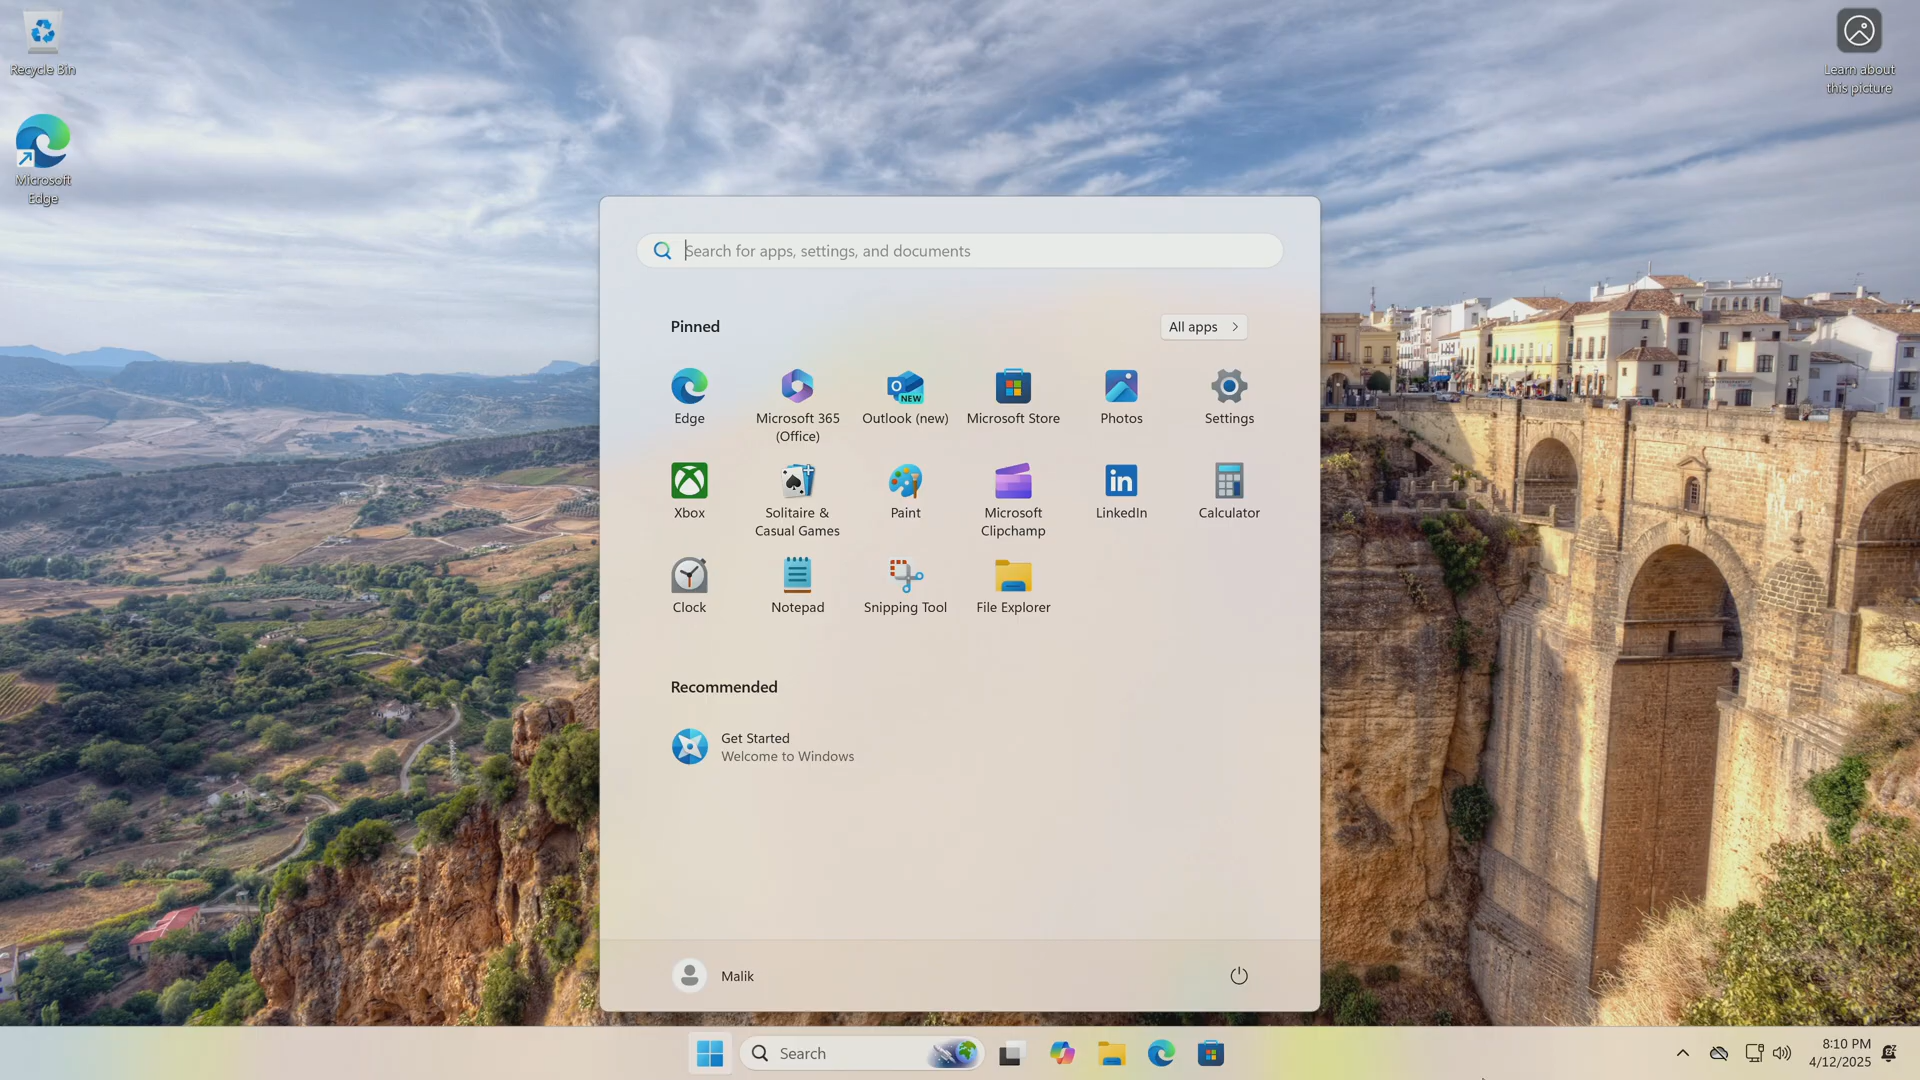 Recycle Bin
Learn about
this picture
Microsoft
Edge
Search for apps, settings, and documents
Pinned
All apps
Edge
Microsoft 365
(Office)
NEW
Outlook (new)
Microsoft Store
Photos
Settings
Xbox
Solitaire &
Casual Games
Paint
Microsoft
Clipchamp
LinkedIn
Calculator
Clock
Notepad
Snipping Tool
File Explorer
Recommended
Get Started
Welcome to Windows
Malik
Search
8:10 PM
4/12/2025